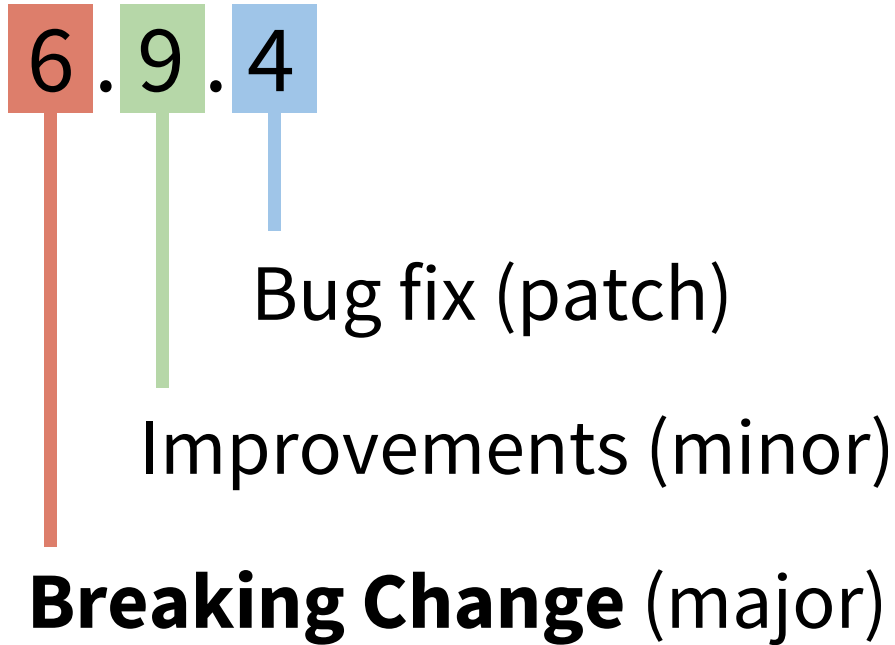 6.9.4
Bug fix (patch)
Improvements (minor)
Breaking Change (major)